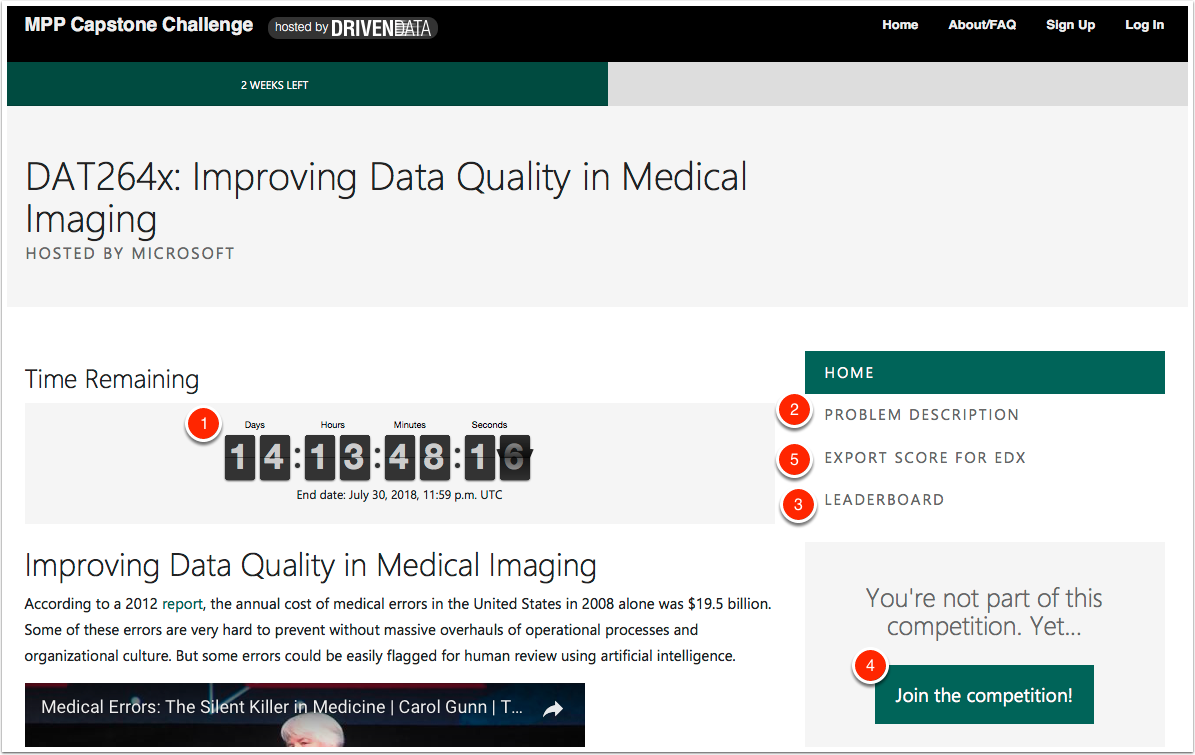 MPP Capstone Challenge hosted by DRIVENDATA Home About/FAQ Sign Up Log In
2 WEEKS LEFT
DAT264x: Improving Data Quality in Medical
Imaging
HOSTED BY MICROSOFT
Time Remaining
1
Days Hours Minutes Seconds
14:13:48:16
End date: July 30, 2018, 11:59 p.m. UTC
Improving Data Quality in Medical Imaging
According to a 2012 report, the annual cost of medical errors in the United States in 2008 alone was $19.5 billion.
Some of these errors are very hard to prevent without massive overhauls of operational processes and
organizational culture. But some errors could be easily flagged for human review using artificial intelligence.
Medical Errors: The Silent Killer in Medicine | Carol Gunn | T...
HOME
2 PROBLEM DESCRIPTION
5 EXPORT SCORE FOR EDX
3 LEADERBOARD
You're not part of this
competition. Yet...
4 Join the competition!